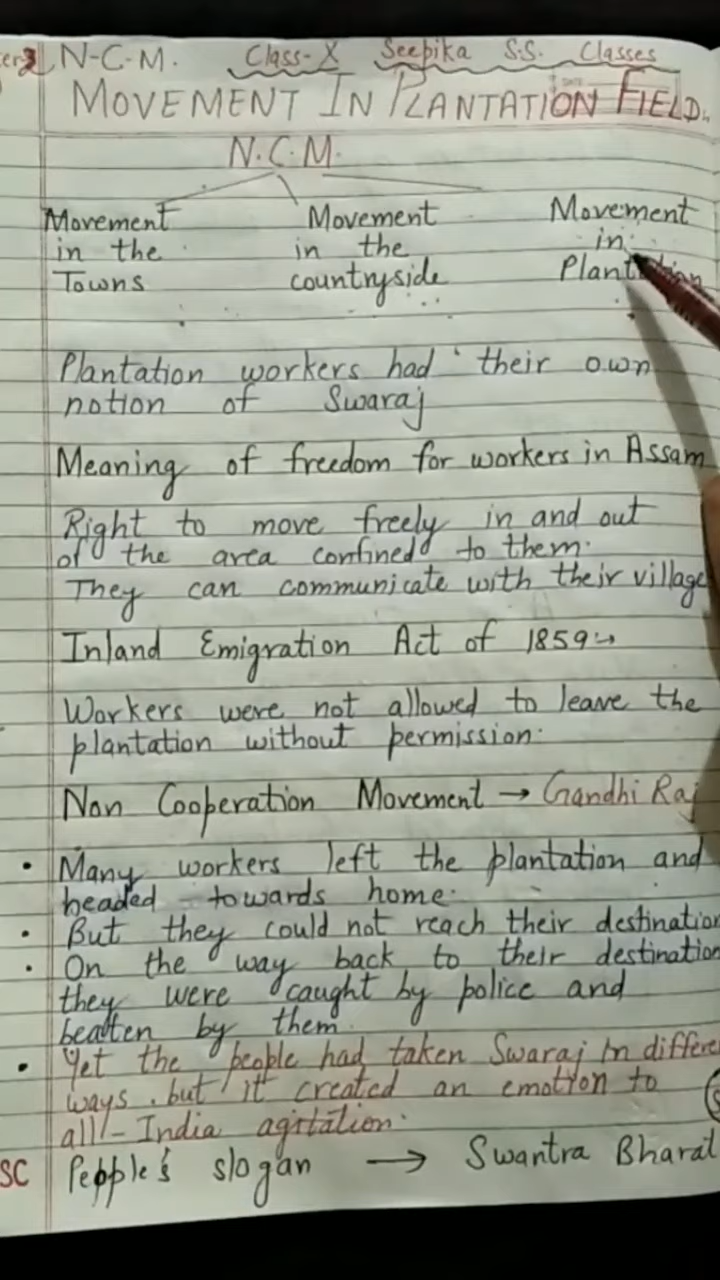 N-C-M. Class-X Seepika S.S. Classes
MOVEMENT IN PLANTATION FIELD
N.C.M.
Movement in the Towns
Movement in the countryside
Movement in Plantation
Plantation workers had their own
notion of Swaraj
Meaning of freedom for workers in Assam
Right to move freely in and out
of the area confined to them.
They can communicate with their village
Inland Emigration Act of 1859
Workers were not allowed to leave the
plantation without permission.
Non Cooperation Movement → Gandhi Raj
• Many workers left the plantation and
headed towards home.
• But they could not reach their destination
• On the way back to their destination
they were caught by police and
beaten by them.
• Yet the people had taken Swaraj in differe
ways, but it created an emotion to
all-India agitation.
SC People's slogan → Swantra Bharat